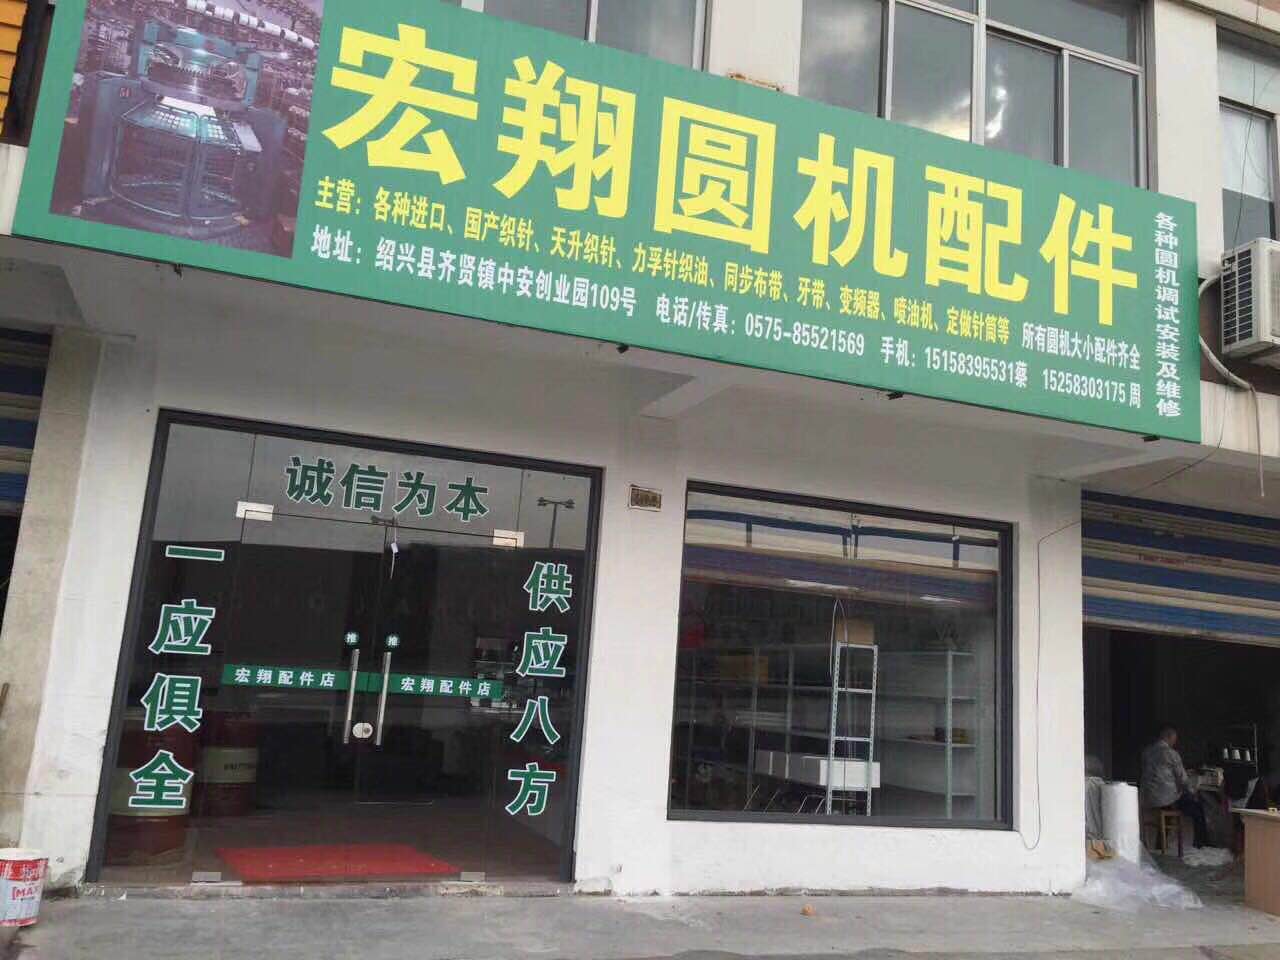 宏翔圆机配件
主营：各种进口、国产织针、天升织针、力孚针织油、同步布带、牙带、变频器、喷油机、定做针筒等 所有圆机大小配件齐全
地址：绍兴县齐贤镇中安创业园109号 电话/传真：0575-85521569 手机：15158395531蔡 15258303175周
各种圆机调试安装及维修
诚信为本
一应俱全
供应八方
推 推
宏翔配件店 宏翔配件店